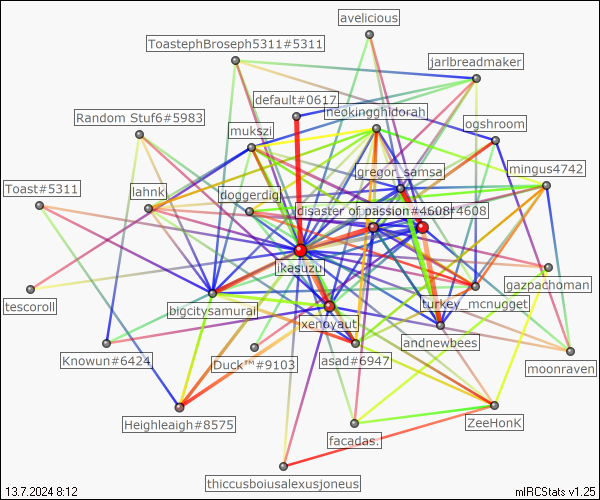 avelicious
ToastephBroseph5311#5311
jarlbreadmaker
default#0617
neokingghidorah
Random Stuf6#5983
ogshroom
mukszi
gregor_samsa
mingus4742
Toast#5311
lahnk
doggerdigl
disaster of passion#4608
#4608
ikasuzu
gazpachoman
tescoroll
bigcitysamurai
turkey_mcnugget
xenoyaut
andnewbees
Knowun#6424
Duck™#9103
asad#6947
moonraven
Heighleaigh#8575
ZeeHonK
facadas.
thiccusboiusalexusjoneus
13.7.2024 8:12
mIRCStats v1.25